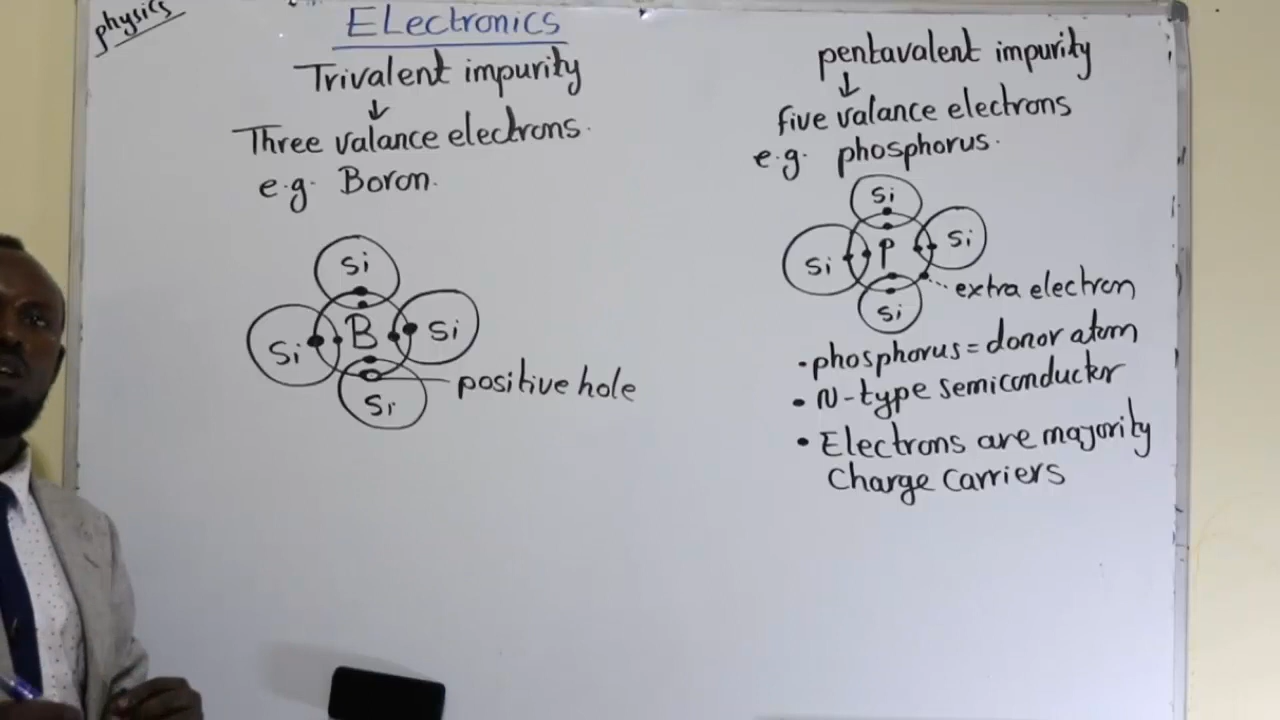 physics
ELectronics
Trivalent impurity
↓
Three valance electrons.
e.g. Boron.
Si
Si B Si
Si
positive hole
pentavalent impurity
↓
five valance electrons
e.g. phosphorus.
Si
Si P Si
Si
extra electron
• phosphorus = donor atom
• N-type semiconductor
• Electrons are majority
Charge Carriers